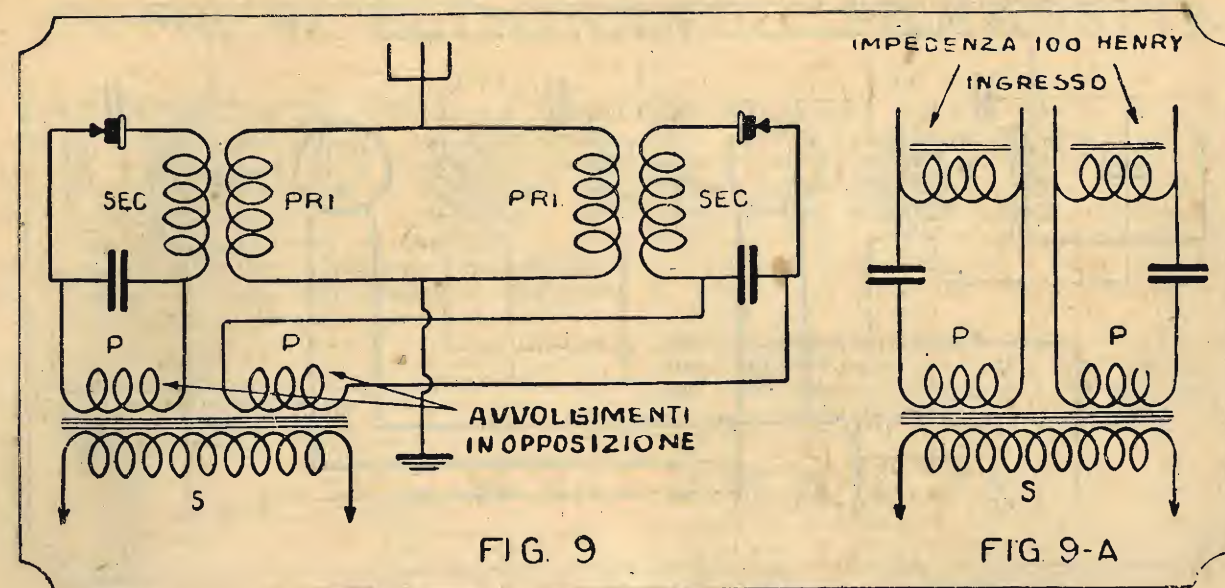 IMPEDENZA 100 HENRY
INGRESSO
SEC
PRI
PRI.
SEC.
P
P
AVVOLGIMENTI
IN OPPOSIZIONE
S
P
P
S
FIG. 9
FIG. 9-A